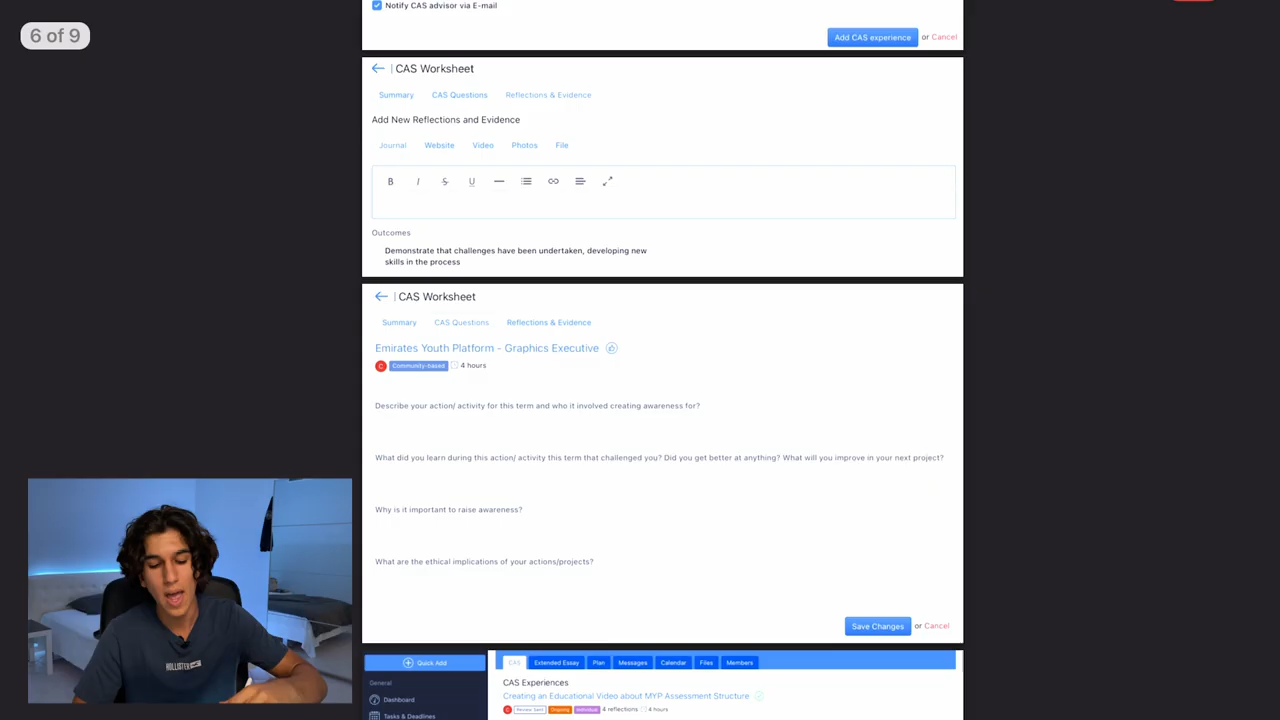 6 of 9
Notify CAS advisor via E-mail
Add CAS experience or Cancel
CAS Worksheet
Summary CAS Questions Reflections & Evidence
Add New Reflections and Evidence
Journal Website Video Photos File
B I S U
Outcomes
Demonstrate that challenges have been undertaken, developing new
skills in the process
CAS Worksheet
Summary CAS Questions Reflections & Evidence
Emirates Youth Platform - Graphics Executive
C Community-based 4 hours
Describe your action/ activity for this term and who it involved creating awareness for?
What did you learn during this action/ activity this term that challenged you? Did you get better at anything? What will you improve in your next project?
Why is it important to raise awareness?
What are the ethical implications of your actions/projects?
Save Changes or Cancel
HOLLISTER
Quick Add
General
Dashboard
Tasks & Deadlines
CAS Extended Essay Plan Messages Calendar Files Members
CAS Experiences
Creating an Educational Video about MYP Assessment Structure
C Review Sent Ongoing Individual 4 reflections 4 hours